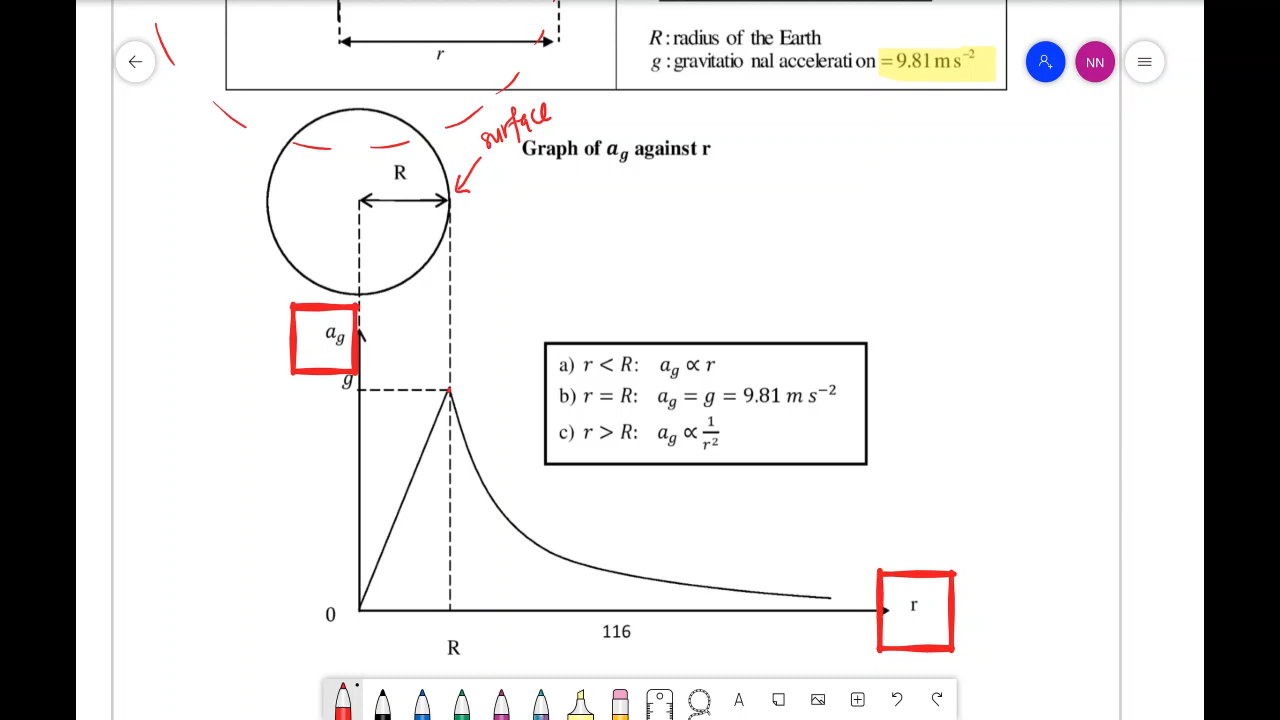 r
R : radius of the Earth
g : gravitatio nal accelerati on = 9.81 m s⁻²
NN
surface
Graph of a_g against r
R
a_g
g
a) r < R: a_g ∝ r
b) r = R: a_g = g = 9.81 m s⁻²
c) r > R: a_g ∝ 1/r²
0
r
116
R
A